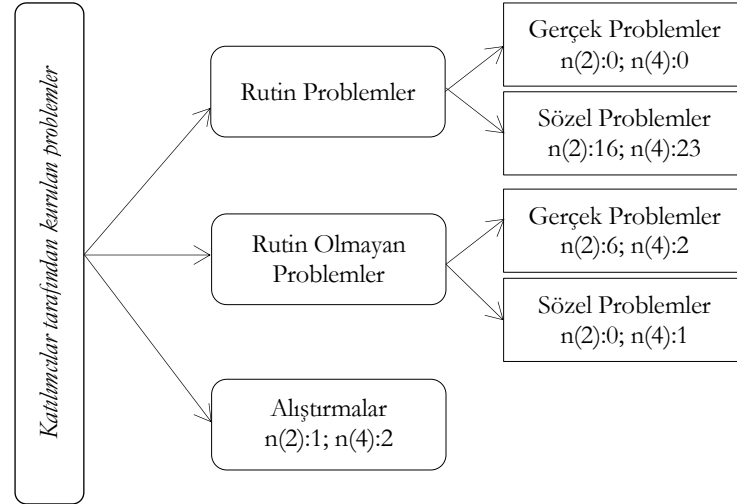 Katılımcılar tarafından kurulan problemler
Rutin Problemler
Gerçek Problemler
n(2):0; n(4):0
Sözel Problemler
n(2):16; n(4):23
Rutin Olmayan
Problemler
Gerçek Problemler
n(2):6; n(4):2
Sözel Problemler
n(2):0; n(4):1
Alıştırmalar
n(2):1; n(4):2